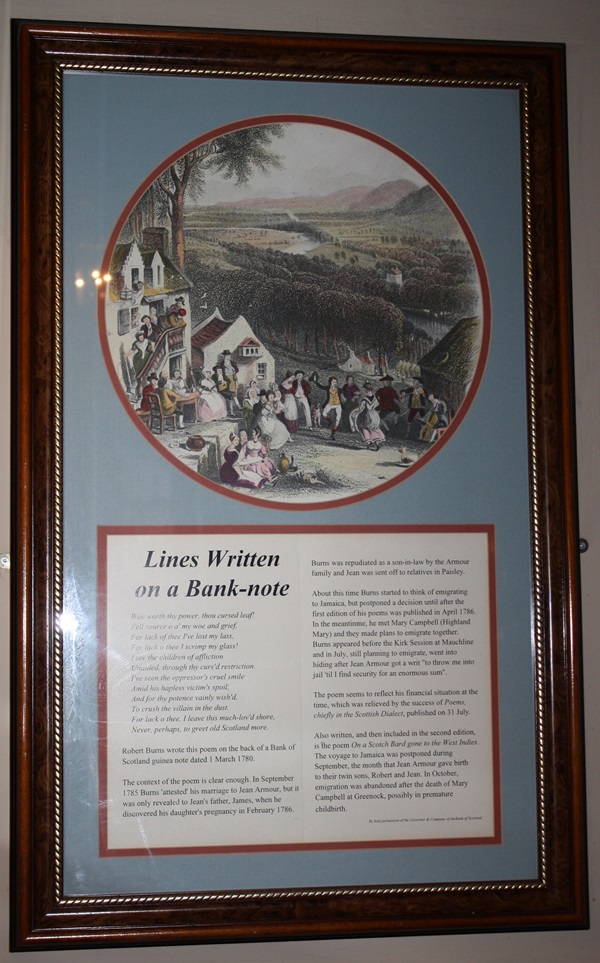 Lines Written
on a Bank-note
Wae worth thy power, thou cursed leaf!
Fell source o a' my woe and grief,
For lack of thee I've lost my lass,
For lack o thee I scrimp my glass!
I see the children of affliction
Unaided, through thy curs'd restriction.
I've seen the oppressor's cruel smile
Amid his hapless victim's spoil;
And for thy potence vainly wish'd,
To crush the villain in the dust.
For lack o thee, I leave this much-lov'd shore,
Never, perhaps, to greet old Scotland more.
Robert Burns wrote this poem on the back of a Bank of
Scotland guinea note dated 1 March 1780.
The context of the poem is clear enough. In September
1785 Burns 'attested' his marriage to Jean Armour, but it
was only revealed to Jean's father, James, when he
discovered his daughter's pregnancy in February 1786.
Burns was repudiated as a son-in-law by the Armour
family and Jean was sent off to relatives in Paisley.
About this time Burns started to think of emigrating
to Jamaica, but postponed a decision until after the
first edition of his poems was published in April 1786.
In the meantimne, he met Mary Campbell (Highland
Mary) and they made plans to emigrate together.
Burns appeared before the Kirk Session at Mauchline
and in July, still planning to emigrate, went into
hiding after Jean Armour got a writ "to throw me into
jail 'til I find security for an enormous sum".
The poem seems to reflect his financial situation at the
time, which was relieved by the success of Poems,
chiefly in the Scottish Dialect, published on 31 July.
Also written, and then included in the second edition,
is the poem On a Scotch Bard gone to the West Indies.
The voyage to Jamaica was postponed during
September, the month that Jean Armour gave birth
to their twin sons, Robert and Jean. In October,
emigration was abandoned after the death of Mary
Campbell at Greenock, possibly in premature
childbirth.
By kind permission of the Governor & Company of the Bank of Scotland